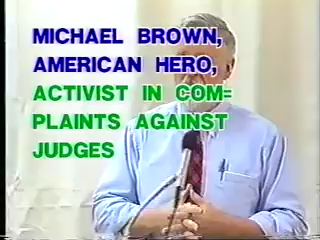 MICHAEL BROWN,
AMERICAN HERO,
ACTIVIST IN COM=
PLAINTS AGAINST
JUDGES